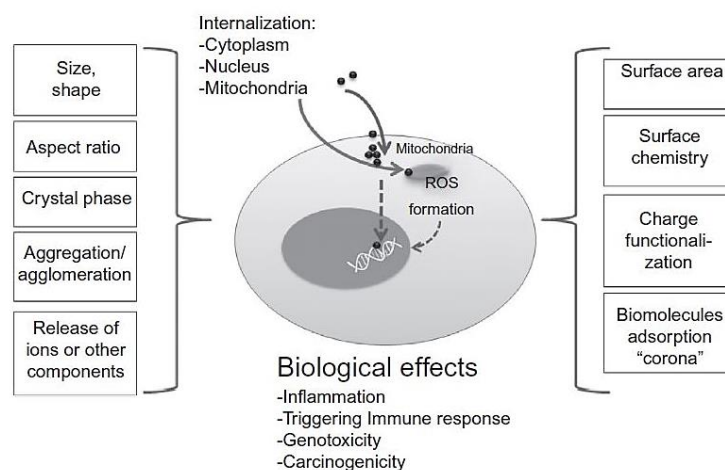 Internalization:
-Cytoplasm
-Nucleus
-Mitochondria
Size,
shape
Aspect ratio
Crystal phase
Aggregation/
agglomeration
Release of
ions or other
components
Mitochondria
ROS
formation
Surface area
Surface
chemistry
Charge
functionali-
zation
Biomolecules
adsorption
“corona”
Biological effects
-Inflammation
-Triggering Immune response
-Genotoxicity
-Carcinogenicity